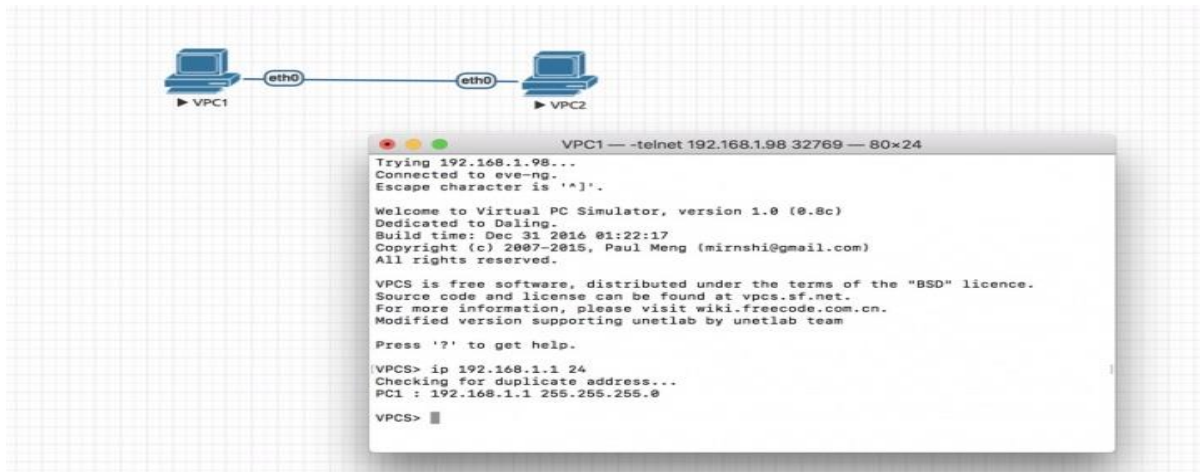 eth0
eth0
VPC1
VPC2
VPC1 — -telnet 192.168.1.98 32769 — 80×24
Trying 192.168.1.98...
Connected to eve-ng.
Escape character is '^]'.
Welcome to Virtual PC Simulator, version 1.0 (0.8c)
Dedicated to Daling.
Build time: Dec 31 2016 01:22:17
Copyright (c) 2007-2015, Paul Meng (mirnshi@gmail.com)
All rights reserved.
VPCS is free software, distributed under the terms of the "BSD" licence.
Source code and license can be found at vpcs.sf.net.
For more information, please visit wiki.freecode.com.cn.
Modified version supporting unetlab by unetlab team
Press '?' to get help.
VPCS> ip 192.168.1.1 24
Checking for duplicate address...
PC1 : 192.168.1.1 255.255.255.0
VPCS>